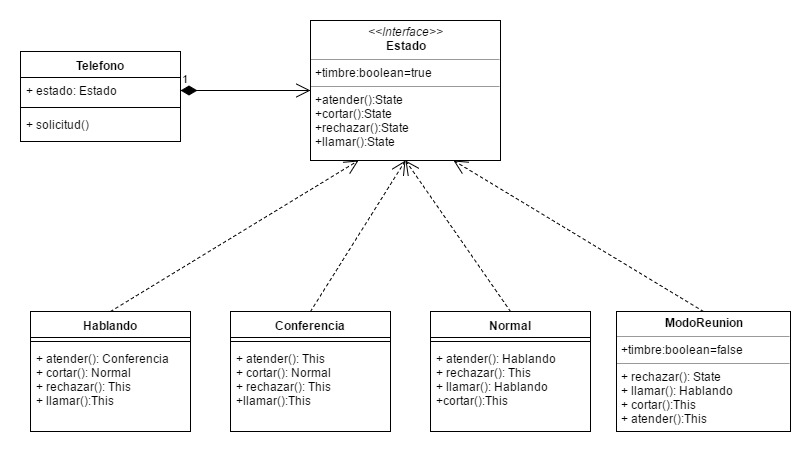 <<Interface>>
Estado
+timbre:boolean=true
+atender():State
+cortar():State
+rechazar():State
+llamar():State
Telefono
+ estado: Estado
+ solicitud()
1
Hablando
+ atender(): Conferencia
+ cortar(): Normal
+ rechazar(): This
+ llamar():This
Conferencia
+ atender(): This
+ cortar(): Normal
+ rechazar(): This
+llamar():This
Normal
+ atender(): Hablando
+ rechazar(): This
+ llamar(): Hablando
+cortar():This
ModoReunion
+timbre:boolean=false
+ rechazar(): State
+ llamar(): Hablando
+ cortar():This
+ atender():This